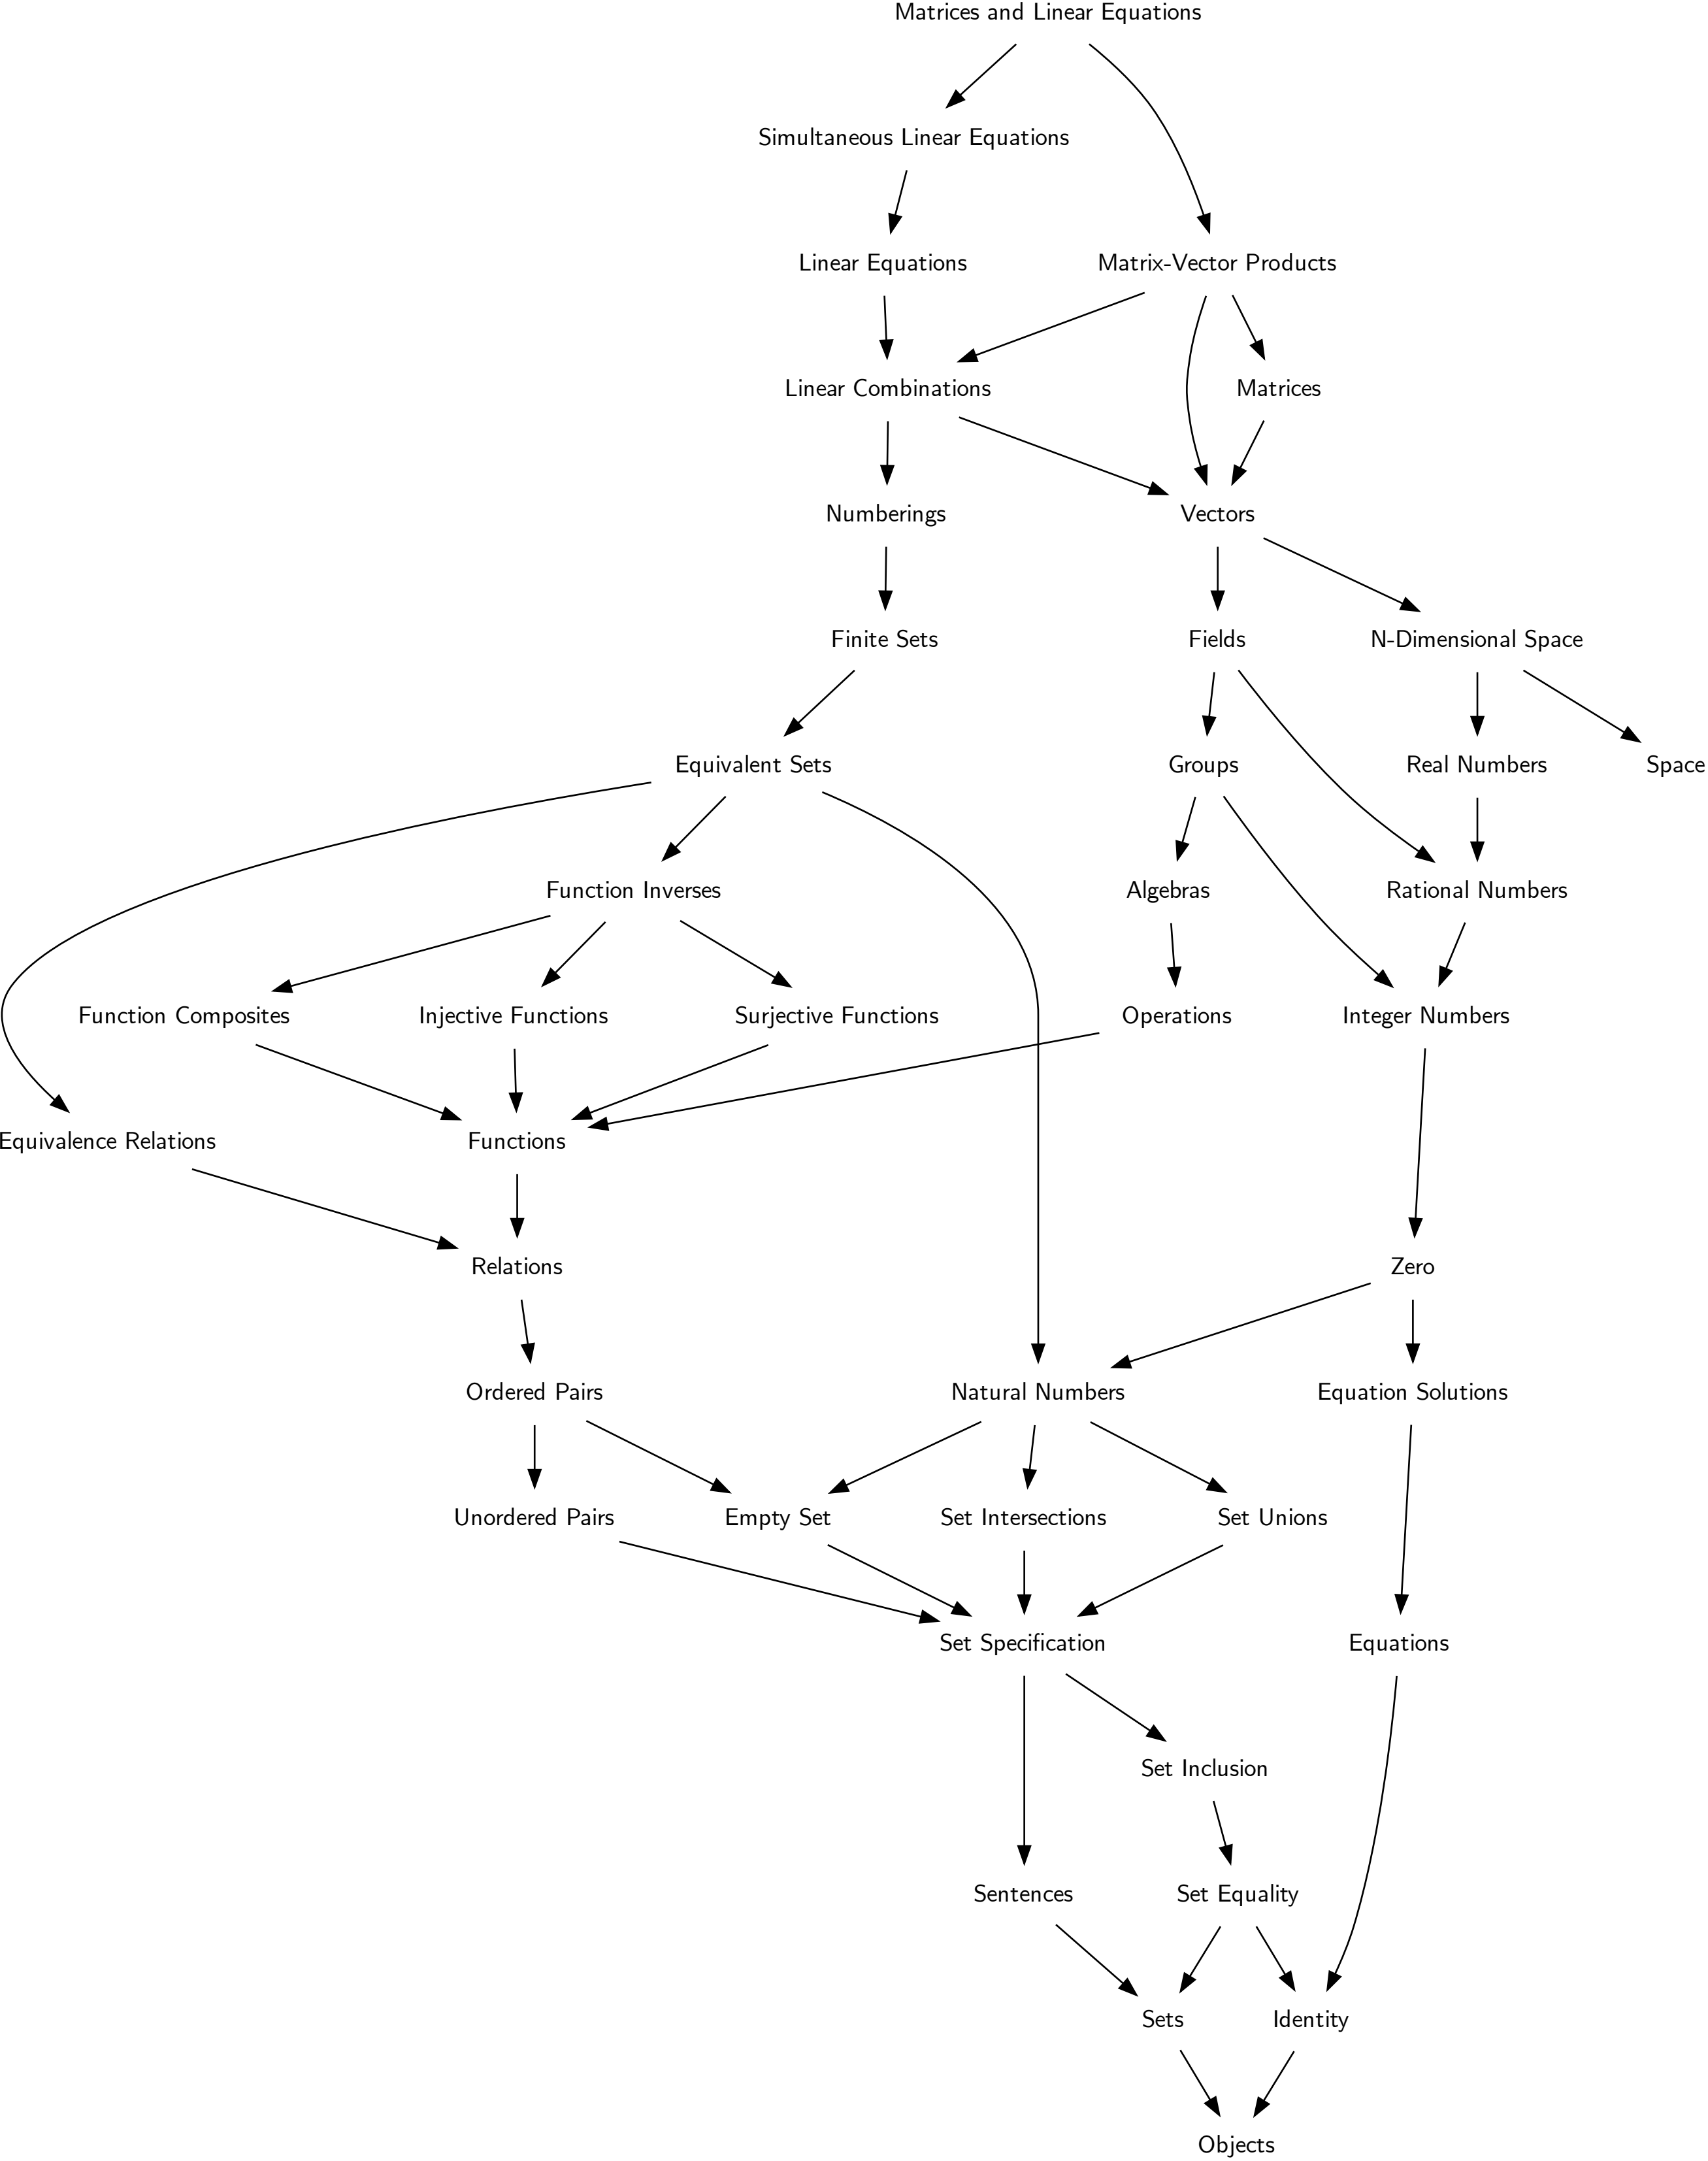 Matrices and Linear Equations
Simultaneous Linear Equations
Linear Equations
Matrix-Vector Products
Linear Combinations
Matrices
Numberings
Vectors
Finite Sets
Fields
N-Dimensional Space
Equivalent Sets
Groups
Real Numbers
Space
Function Inverses
Algebras
Rational Numbers
Function Composites
Injective Functions
Surjective Functions
Operations
Integer Numbers
Equivalence Relations
Functions
Relations
Zero
Ordered Pairs
Natural Numbers
Equation Solutions
Unordered Pairs
Empty Set
Set Intersections
Set Unions
Set Specification
Equations
Set Inclusion
Sentences
Set Equality
Sets
Identity
Objects